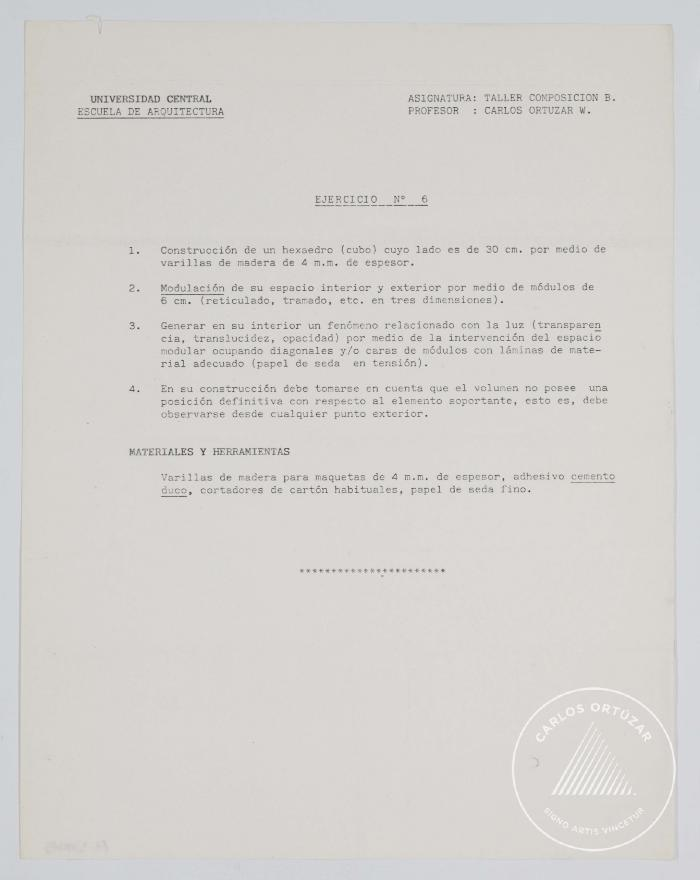 UNIVERSIDAD CENTRAL
ESCUELA DE ARQUITECTURA
ASIGNATURA: TALLER COMPOSICION B.
PROFESOR : CARLOS ORTUZAR W.
EJERCICIO Nº 6
1. Construcción de un hexaedro (cubo) cuyo lado es de 30 cm. por medio de
varillas de madera de 4 m.m. de espesor.
2. Modulación de su espacio interior y exterior por medio de módulos de
6 cm. (reticulado, tramado, etc. en tres dimensiones).
3. Generar en su interior un fenómeno relacionado con la luz (transparen
cia, translucidez, opacidad) por medio de la intervención del espacio
modular ocupando diagonales y/o caras de módulos con láminas de mate-
rial adecuado (papel de seda en tensión).
4. En su construcción debe tomarse en cuenta que el volumen no posee una
posición definitiva con respecto al elemento soportante, esto es, debe
observarse desde cualquier punto exterior.
MATERIALES Y HERRAMIENTAS
Varillas de madera para maquetas de 4 m.m. de espesor, adhesivo cemento
duco, cortadores de cartón habituales, papel de seda fino.
***********************
CARLOS ORTÚZAR
SIGNO ARTIS VINCETUR